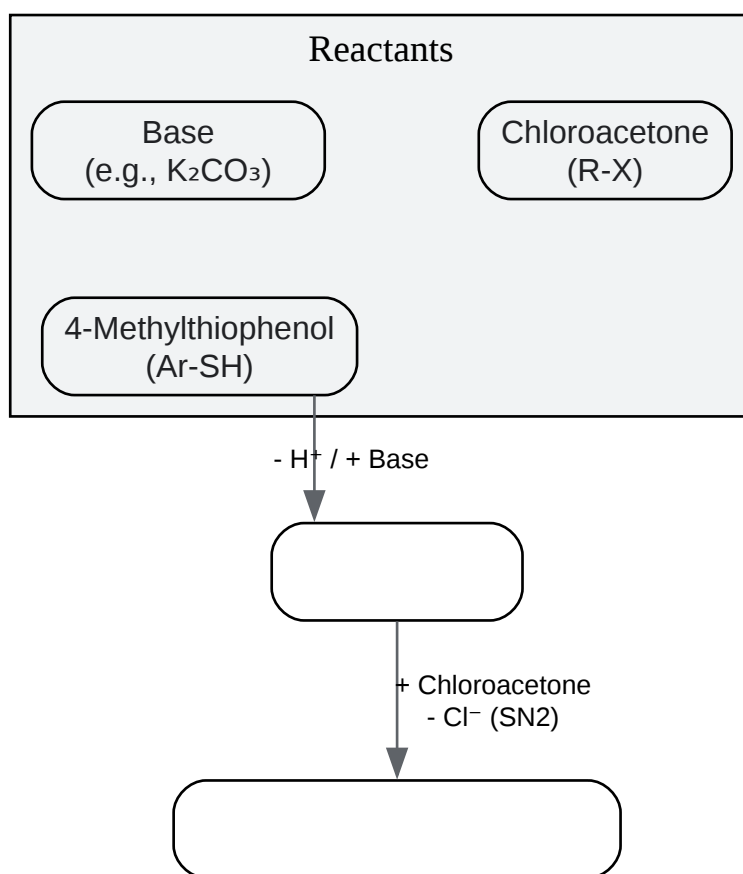 Reactants
Base
(e.g., K₂CO₃)
Chloroacetone
(R-X)
4-Methylthiophenol
(Ar-SH)
- H⁺ / + Base
+ Chloroacetone
- Cl⁻ (SN2)